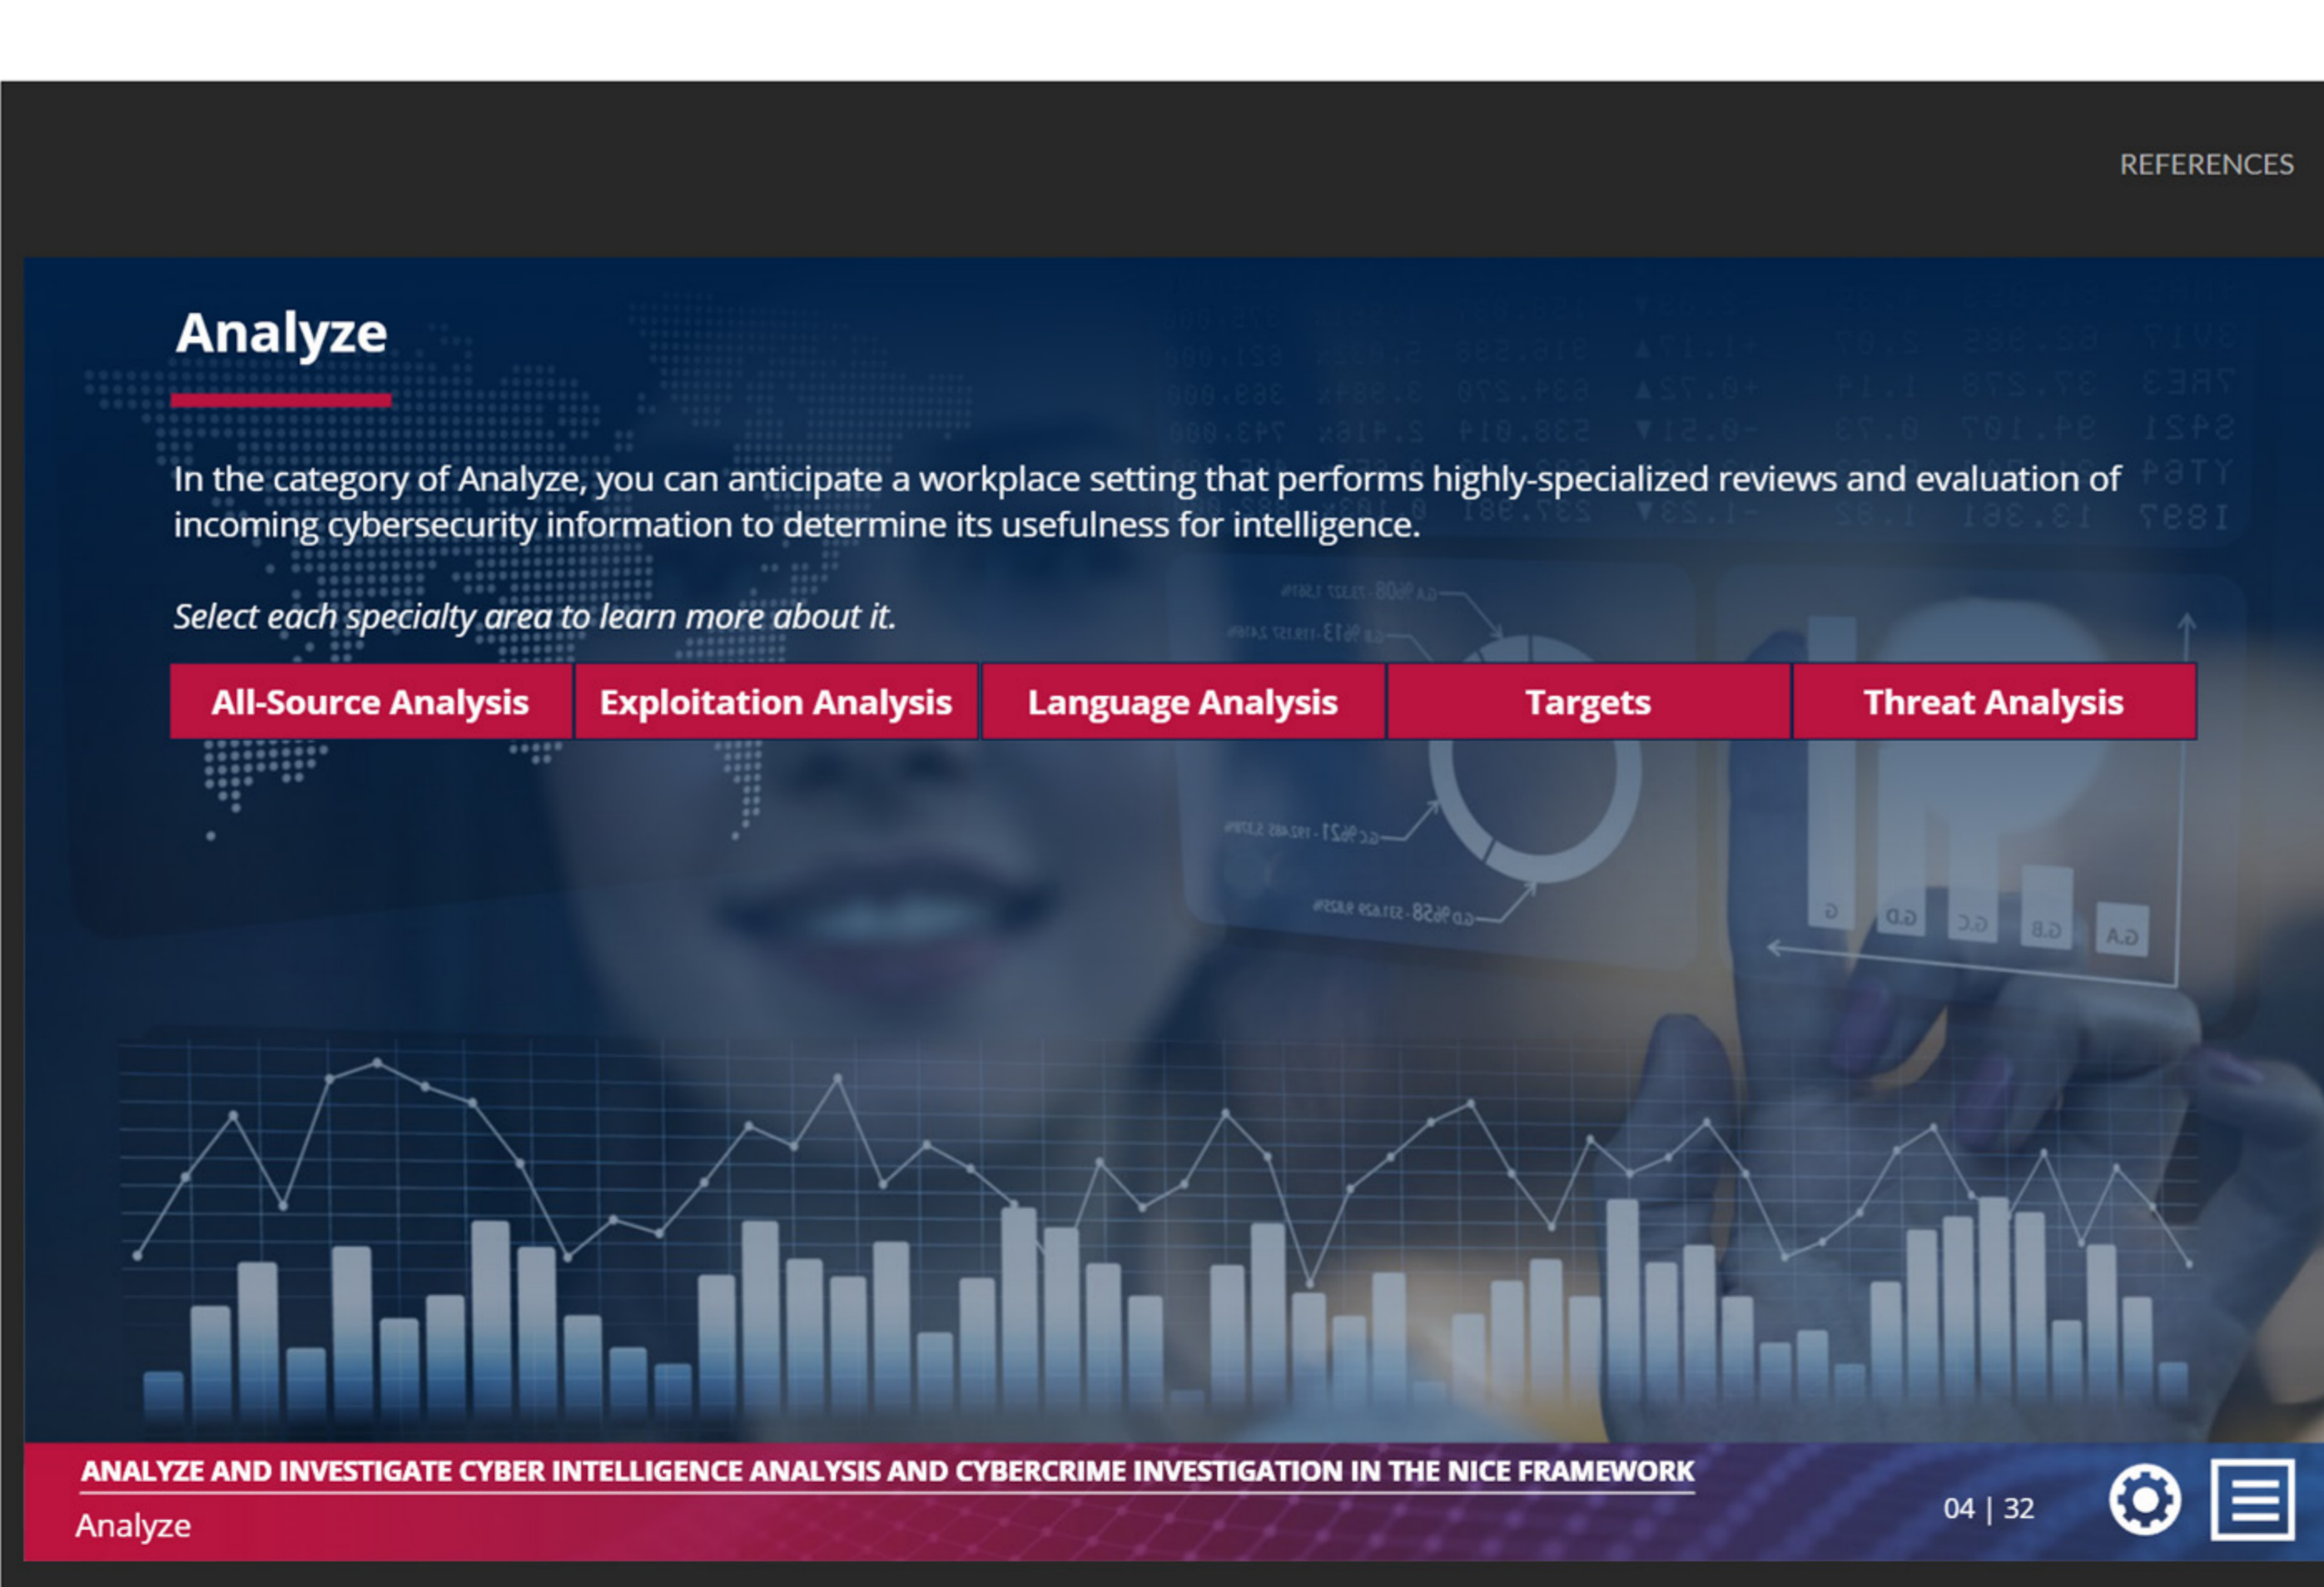 REFERENCES
Analyze
In the category of Analyze, you can anticipate a workplace setting that performs highly-specialized reviews and evaluation of
incoming cybersecurity information to determine its usefulness for intelligence.
Select each specialty area to learn more about it.
All-Source Analysis
Exploitation Analysis
Language Analysis
Targets
Threat Analysis
ANALYZE AND INVESTIGATE CYBER INTELLIGENCE ANALYSIS AND CYBERCRIME INVESTIGATION IN THE NICE FRAMEWORK
Analyze
04 | 32